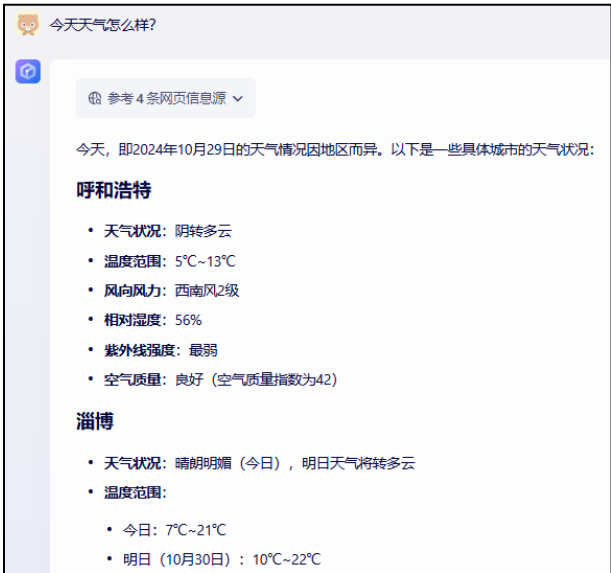 今天天气怎么样?
参考 4 条网页信息源
今天，即2024年10月29日的天气情况因地区而异。以下是一些具体城市的天气状况：
呼和浩特
• 天气状况：阴转多云
• 温度范围：5℃~13℃
• 风向风力：西南风2级
• 相对湿度：56%
• 紫外线强度：最弱
• 空气质量：良好（空气质量指数为42）
淄博
• 天气状况：晴朗明媚（今日），明日天气将转多云
• 温度范围：
• 今日：7℃~21℃
• 明日（10月30日）：10℃~22℃